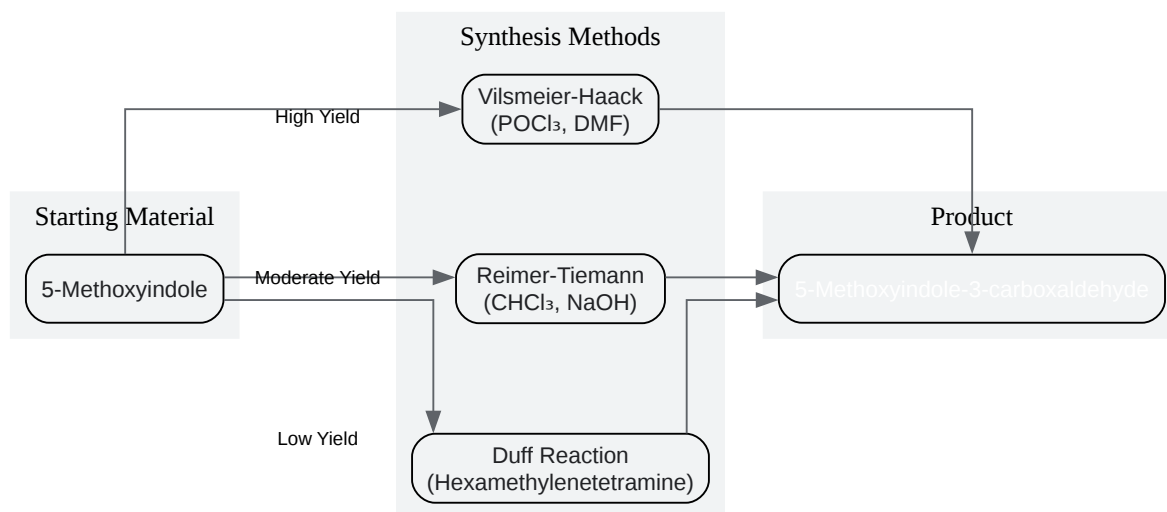 Synthesis Methods
Vilsmeier-Haack
(POCl₃, DMF)
High Yield
Starting Material
Product
5-Methoxyindole
Moderate Yield
Reimer-Tiemann
(CHCl₃, NaOH)
5-Methoxyindole-3-carboxaldehyde
Low Yield
Duff Reaction
(Hexamethylenetetramine)